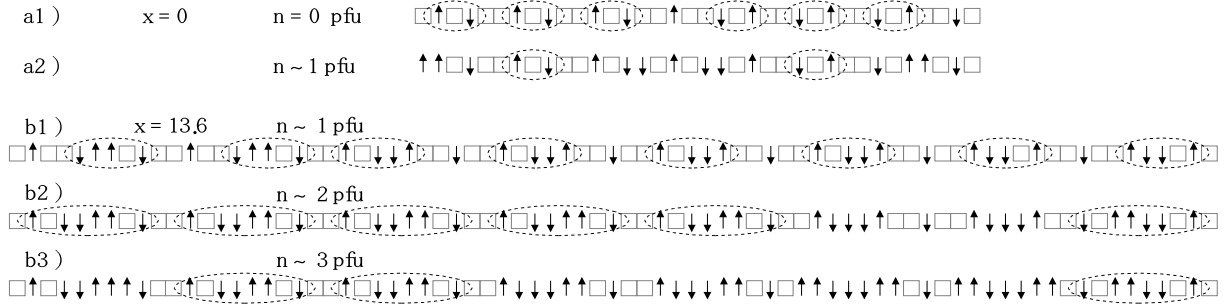 a1 ) x = 0 n = 0 pfu
a2 ) n ~ 1 pfu
b1 ) x = 13.6 n ~ 1 pfu
b2 ) n ~ 2 pfu
b3 ) n ~ 3 pfu